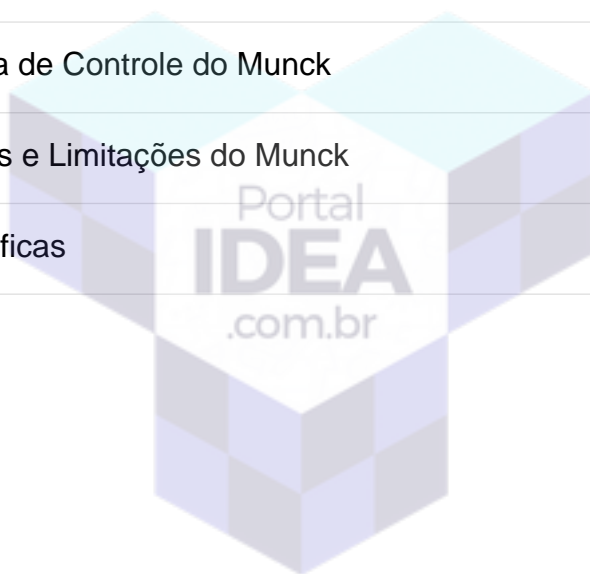 a de Controle do Munck
s e Limitações do Munck
Portal
ficas
IDEA
.com.br